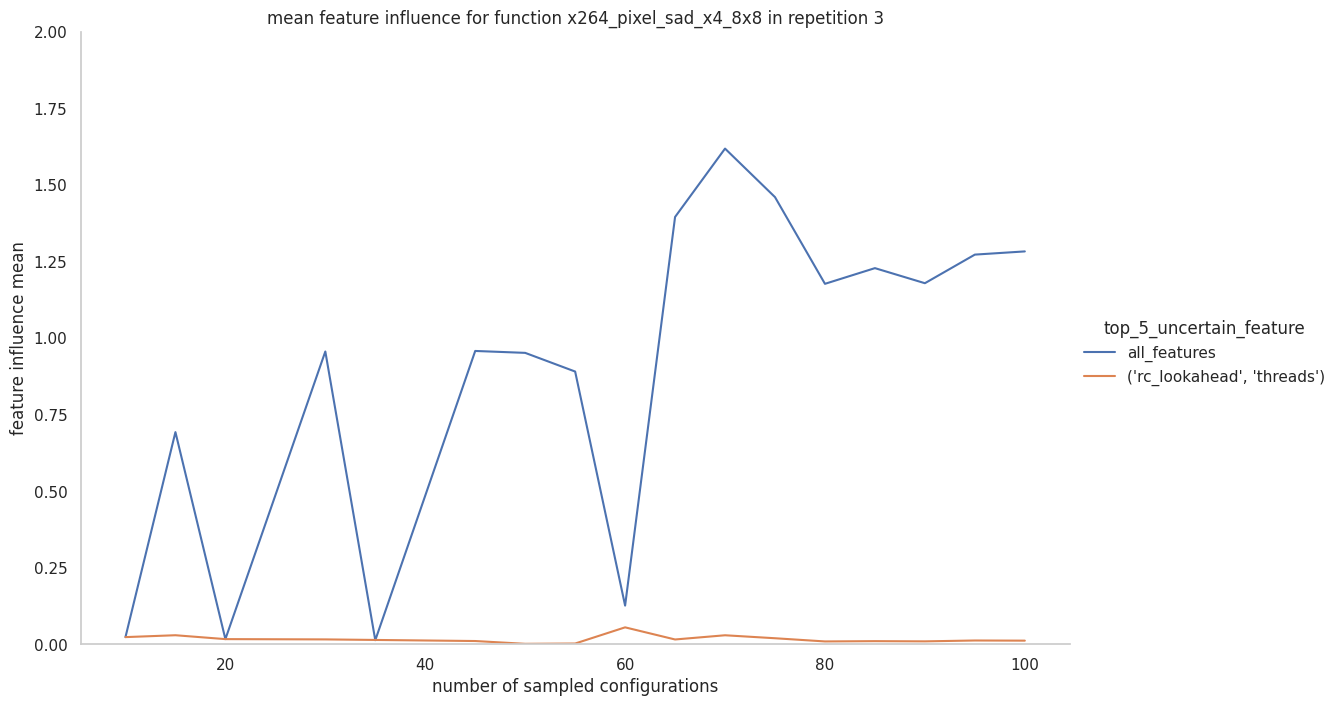 mean feature influence for function x264_pixel_sad_x4_8x8 in repetition 3
2.00
1.75
1.50
1.25
1.00
0.75
0.50
0.25
0.00
feature influence mean
20
40
60
80
100
number of sampled configurations
top_5_uncertain_feature
all_features
('rc_lookahead', 'threads')